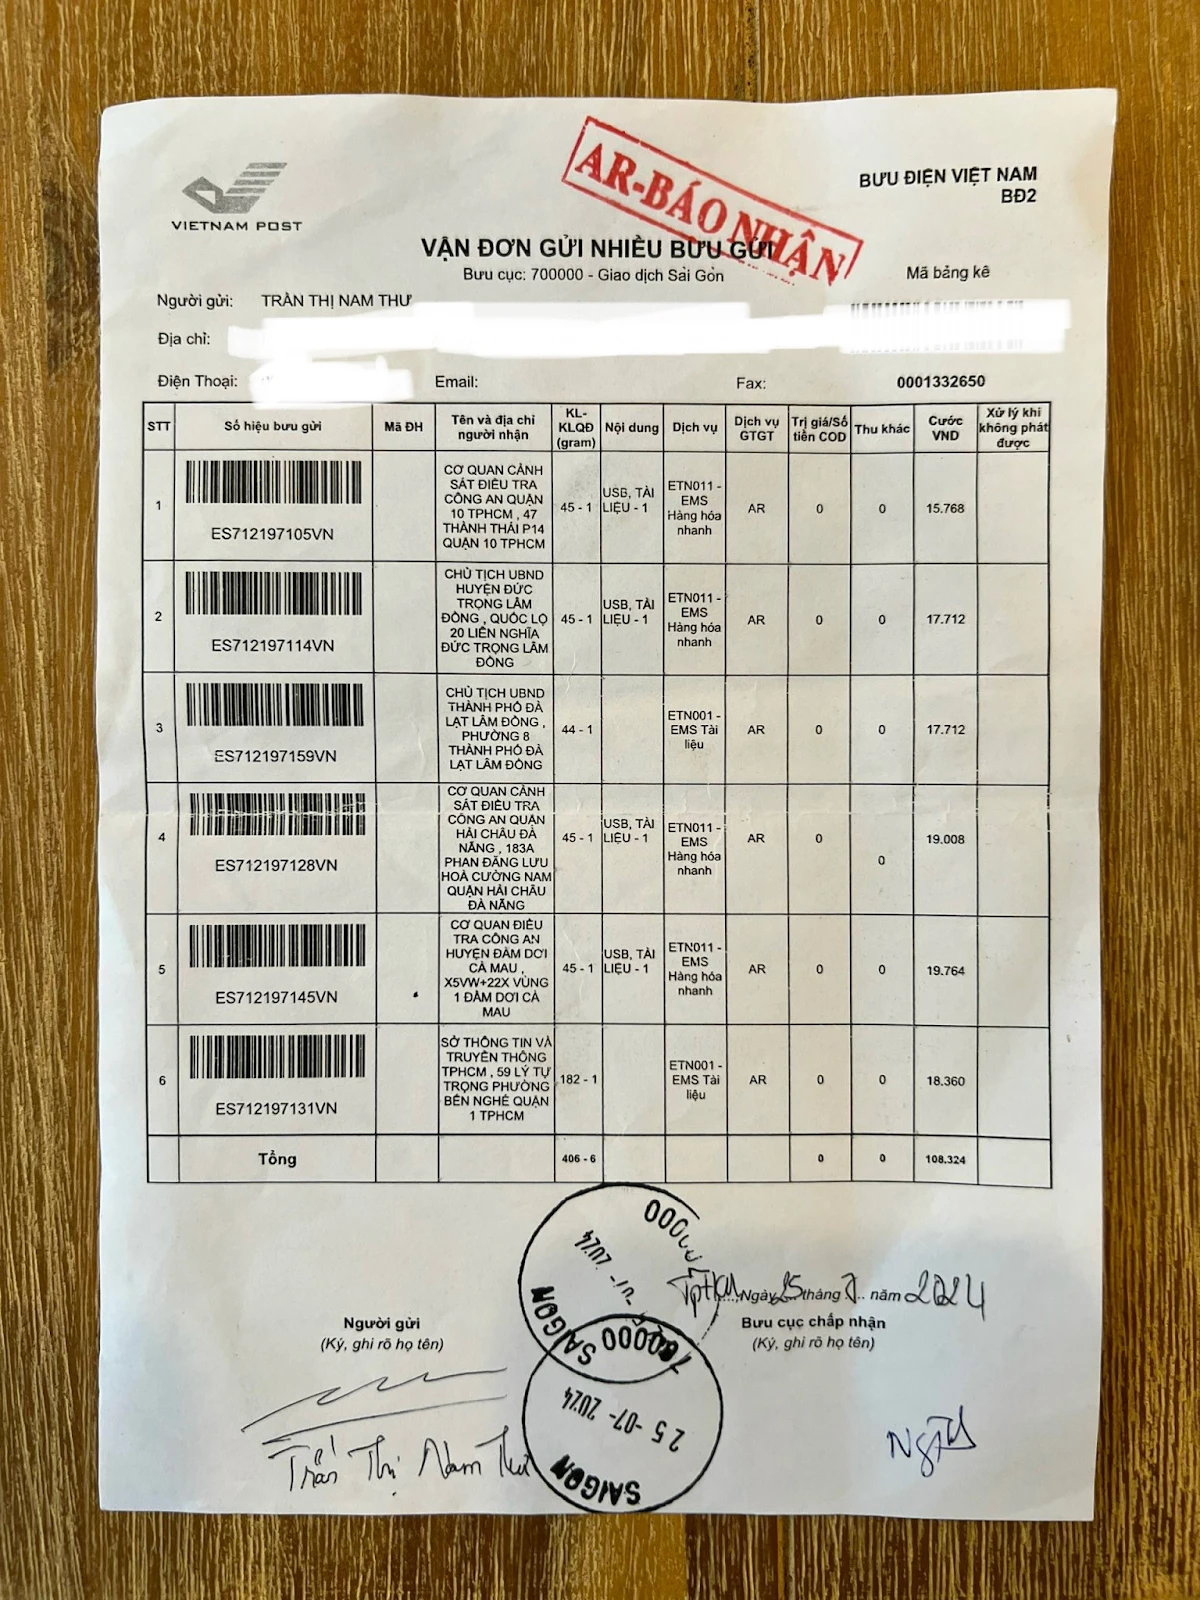 VIETNAM POST
AR-BÁO NHẬN
BƯU ĐIỆN VIỆT NAM
BĐ2
VẬN ĐƠN GỬI NHIỀU BƯU GỬI
Bưu cục: 700000 - Giao dịch Sài Gòn
Mã bảng kê
Người gửi: TRẦN THỊ NAM THƯ
Địa chỉ:
Điện Thoại: Email: Fax: 0001332650
STT Số hiệu bưu gửi Mã ĐH Tên và địa chỉ người nhận KL-KLQĐ (gram) Nội dung Dịch vụ Dịch vụ GTGT Trị giá/Số tiền COD Thu khác Cước VND Xử lý khi không phát được
1 ES712197105VN CƠ QUAN CẢNH SÁT ĐIỀU TRA CÔNG AN QUẬN 10 TPHCM , 47 THÀNH THÁI P14 QUẬN 10 TPHCM 45 - 1 USB, TÀI LIỆU - 1 ETN011 - EMS Hàng hóa nhanh AR 0 0 15.768
2 ES712197114VN CHỦ TỊCH UBND HUYỆN ĐỨC TRỌNG LÂM ĐỒNG , QUỐC LỘ 20 LIÊN NGHĨA ĐỨC TRỌNG LÂM ĐỒNG 45 - 1 USB, TÀI LIỆU - 1 ETN011 - EMS Hàng hóa nhanh AR 0 0 17.712
3 ES712197159VN CHỦ TỊCH UBND THÀNH PHỐ ĐÀ LẠT LÂM ĐỒNG , PHƯỜNG 8 THÀNH PHỐ ĐÀ LẠT LÂM ĐỒNG 44 - 1 ETN001 - EMS Tài liệu AR 0 0 17.712
4 ES712197128VN CƠ QUAN CẢNH SÁT ĐIỀU TRA CÔNG AN QUẬN HẢI CHÂU ĐÀ NẴNG , 183A PHAN ĐĂNG LƯU HOÀ CƯỜNG NAM QUẬN HẢI CHÂU ĐÀ NẴNG 45 - 1 USB, TÀI LIỆU - 1 ETN011 - EMS Hàng hóa nhanh AR 0 0 19.008
5 ES712197145VN CƠ QUAN ĐIỀU TRA CÔNG AN HUYỆN ĐẦM DƠI CÀ MAU , X5VW+22X VÙNG 1 ĐẦM DƠI CÀ MAU 45 - 1 USB, TÀI LIỆU - 1 ETN011 - EMS Hàng hóa nhanh AR 0 0 19.764
6 ES712197131VN SỞ THÔNG TIN VÀ TRUYỀN THÔNG TPHCM , 59 LÝ TỰ TRỌNG PHƯỜNG BẾN NGHÉ QUẬN 1 TPHCM 182 - 1 ETN001 - EMS Tài liệu AR 0 0 18.360
Tổng 406 - 6 0 0 108.324
TpHCM, Ngày 25 tháng 7 năm 2024
Người gửi Bưu cục chấp nhận
(Ký, ghi rõ họ tên) (Ký, ghi rõ họ tên)
Trần Thị Nam Thư
700000 SAIGON
2024
700000 SAIGON
25-07-2024